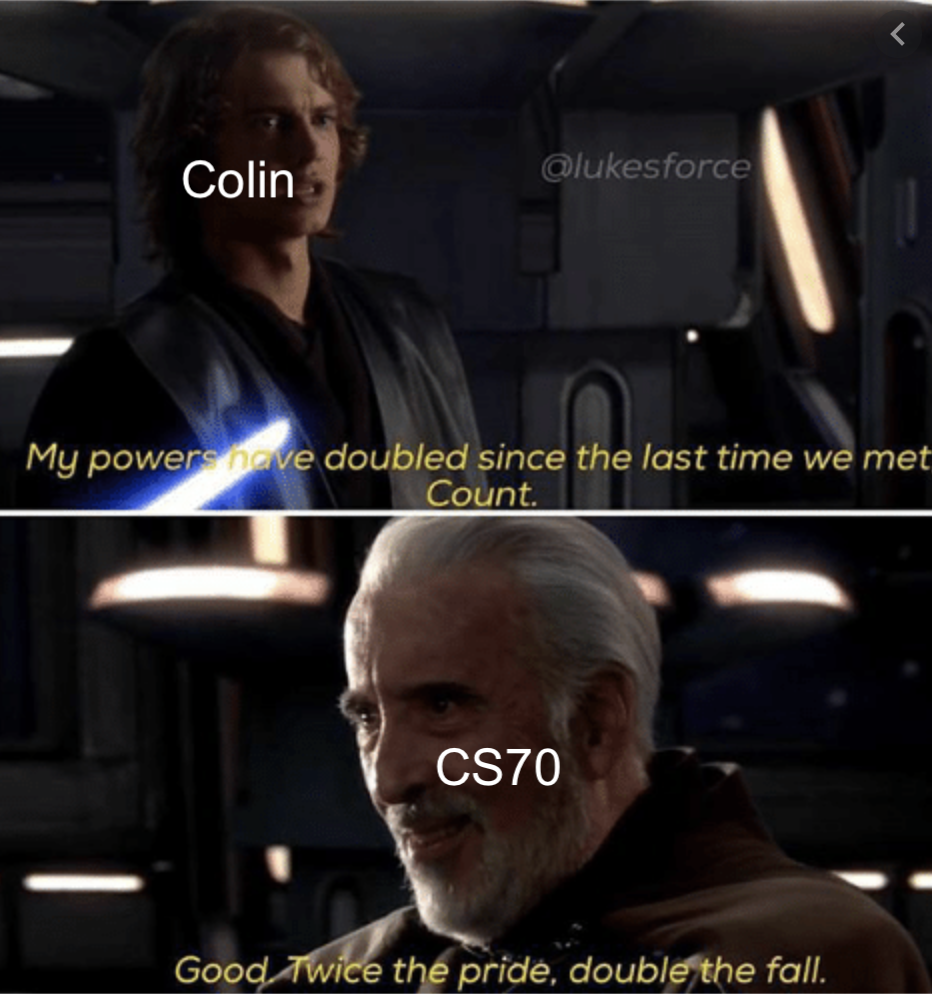 Colin
@lukesforce
My powers have doubled since the last time we met
Count.
CS70
Good. Twice the pride, double the fall.